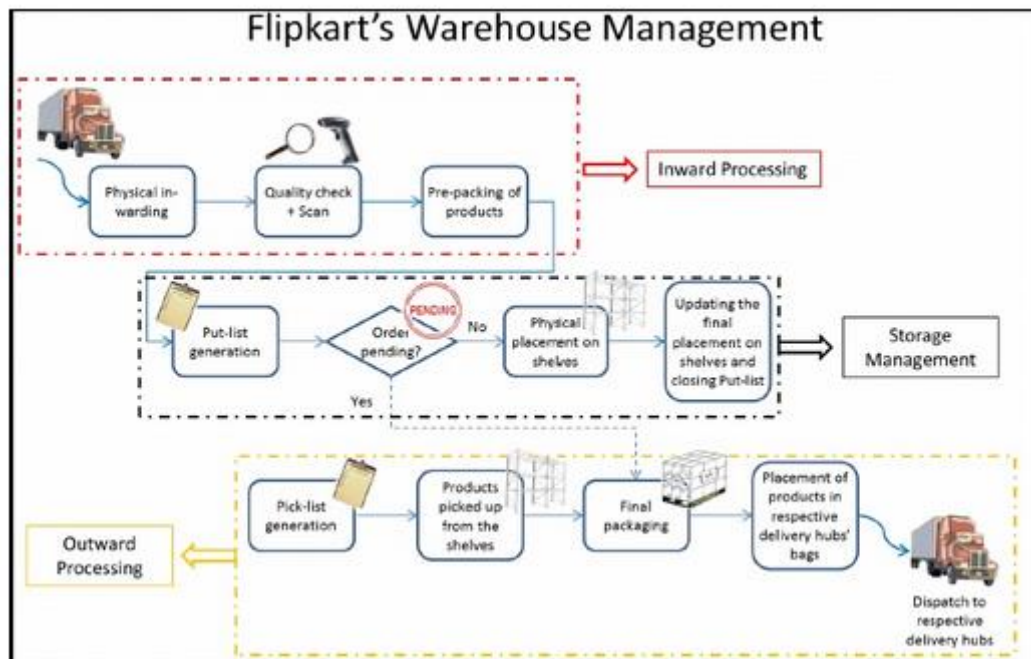 Flipkart's Warehouse Management
Physical in-
warding
Quality check
+ Scan
Pre-packing of
products
Inward Processing
Put-list
generation
Order
pending?
PENDING
No
Yes
Physical
placement on
shelves
Updating the
final
placement on
shelves and
closing Put-list
Storage
Management
Pick-list
generation
Products
picked up
from the
shelves
Final
packaging
Placement of
products in
respective
delivery hubs'
bags
Outward
Processing
Dispatch to
respective
delivery hubs